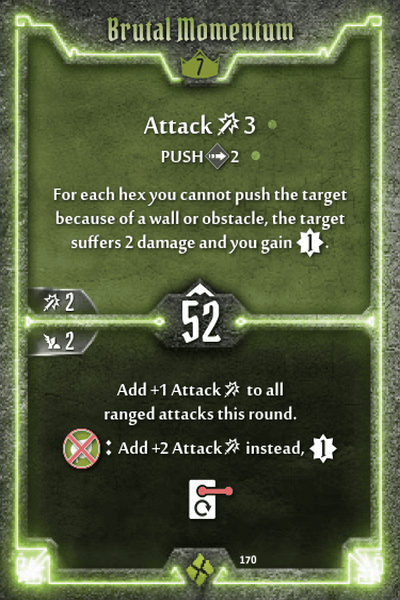 Brutal Momentum
7
Attack 3
PUSH 2
For each hex you cannot push the target
because of a wall or obstacle, the target
suffers 2 damage and you gain 1.
2
52
2
Add +1 Attack to all
ranged attacks this round.
: Add +2 Attack instead, 1
170